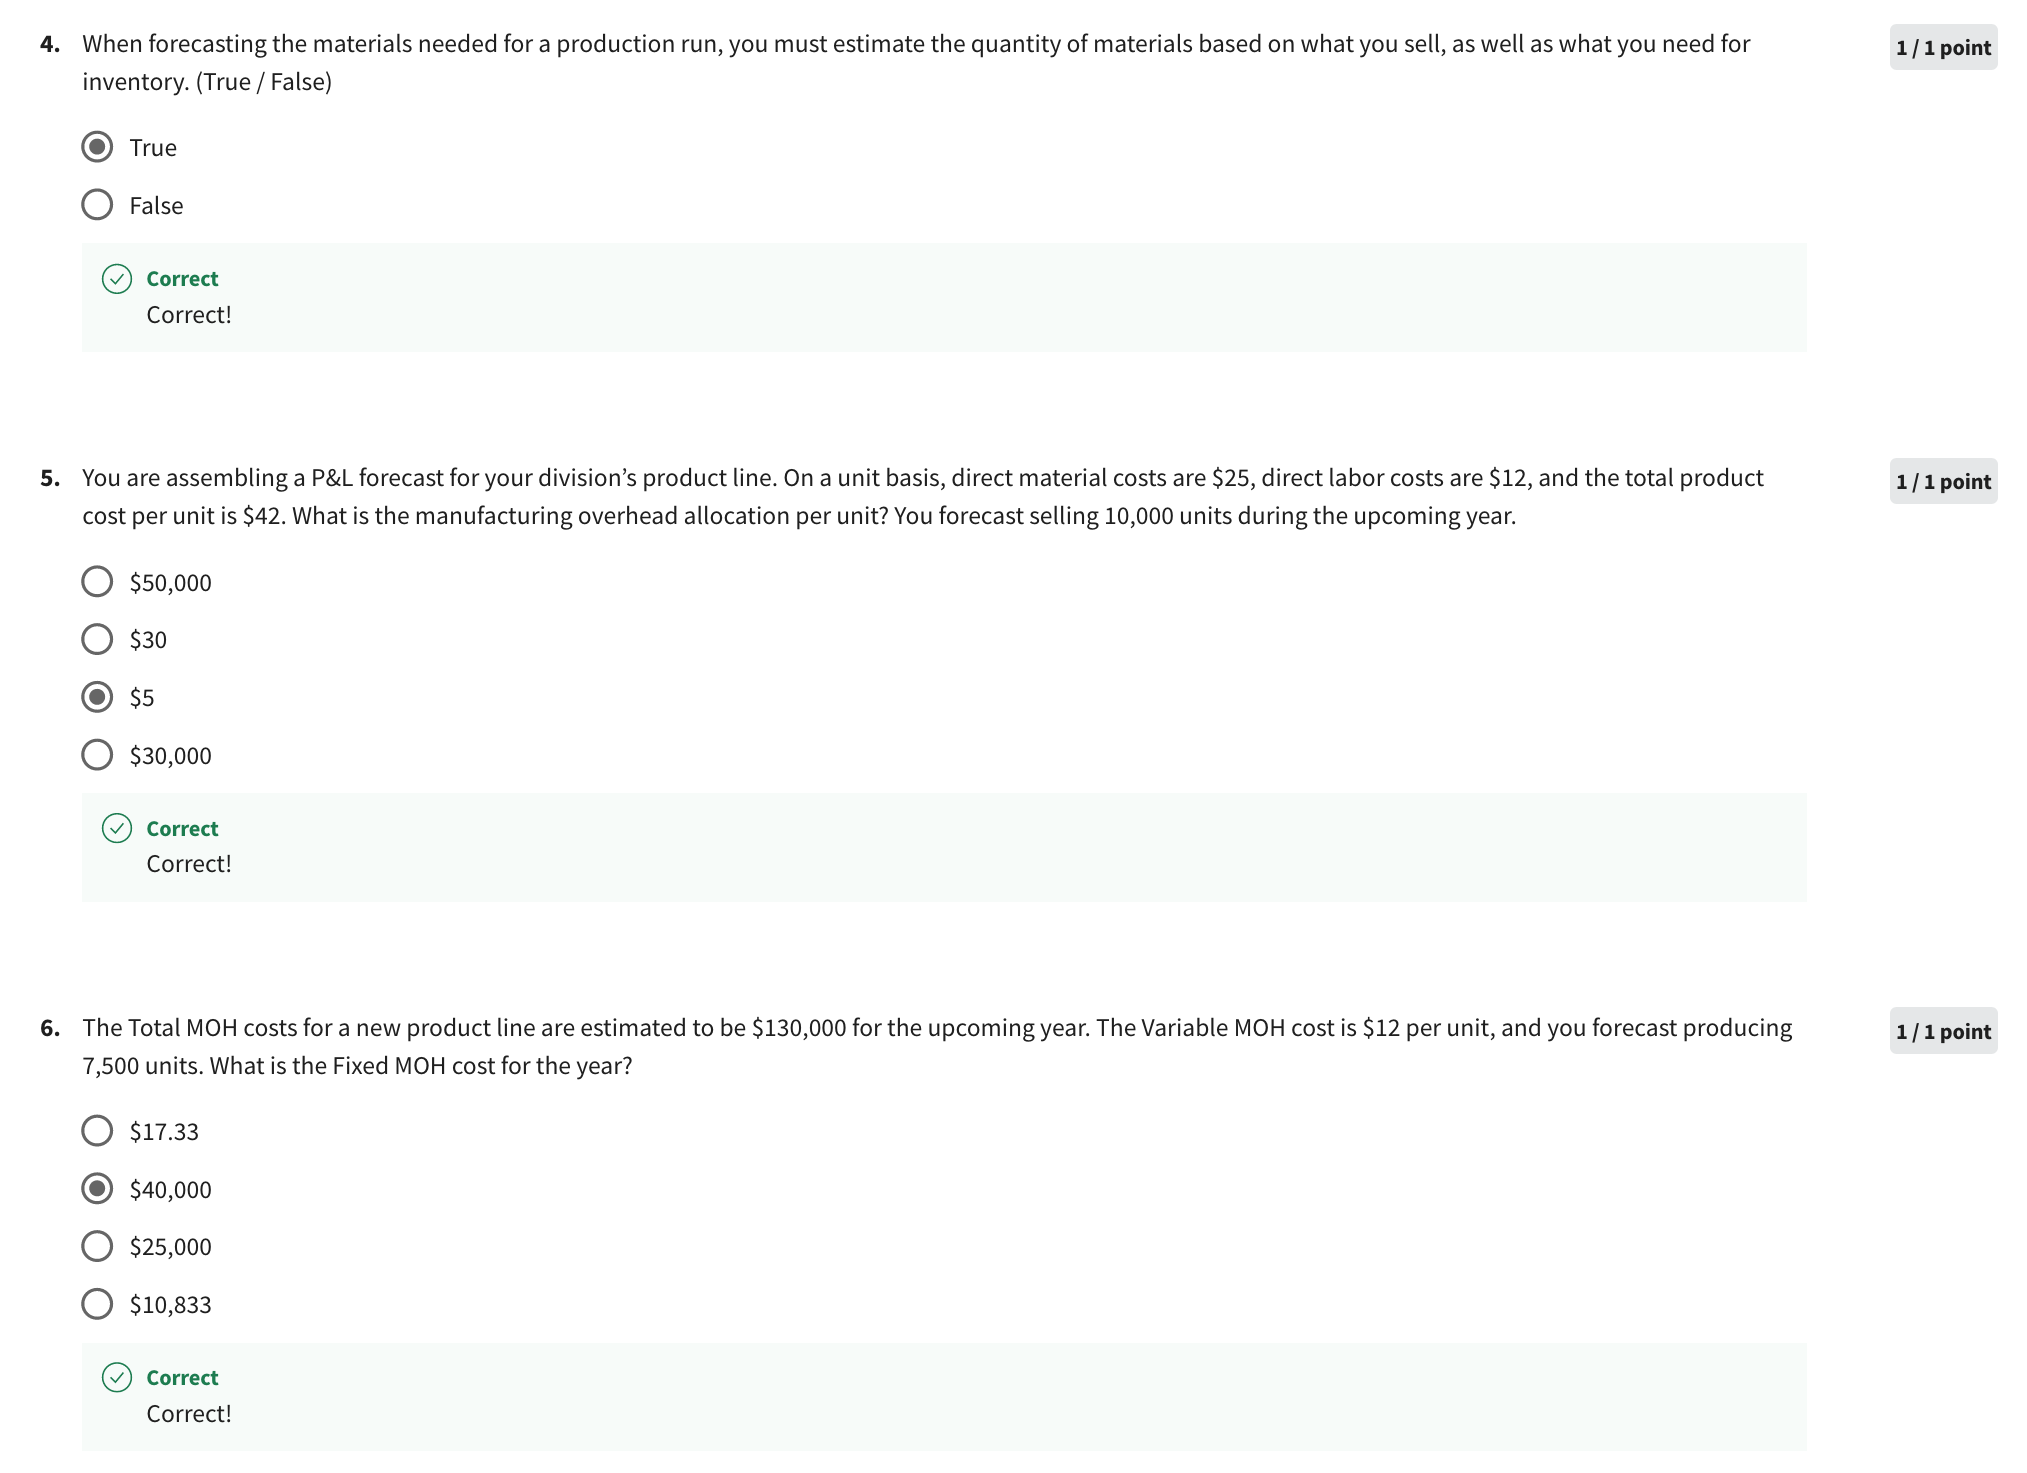 4. When forecasting the materials needed for a production run, you must estimate the quantity of materials based on what you sell, as well as what you need for
1 / 1 point
inventory. (True / False)
True
False
Correct
Correct!
5. You are assembling a P&L forecast for your division’s product line. On a unit basis, direct material costs are $25, direct labor costs are $12, and the total product
1 / 1 point
cost per unit is $42. What is the manufacturing overhead allocation per unit? You forecast selling 10,000 units during the upcoming year.
$50,000
$30
$5
$30,000
Correct
Correct!
6. The Total MOH costs for a new product line are estimated to be $130,000 for the upcoming year. The Variable MOH cost is $12 per unit, and you forecast producing
1 / 1 point
7,500 units. What is the Fixed MOH cost for the year?
$17.33
$40,000
$25,000
$10,833
Correct
Correct!